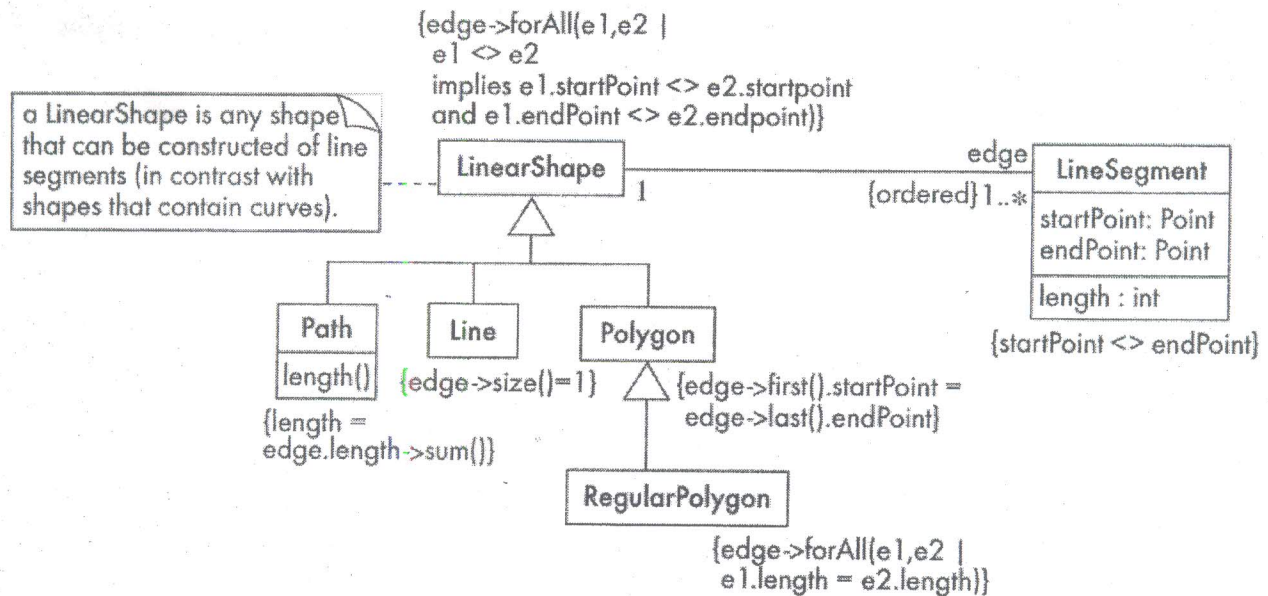 {edge->forAll(e1,e2 |
e1 <> e2
implies e1.startPoint <> e2.startpoint
and e1.endPoint <> e2.endpoint)}
a LinearShape is any shape
that can be constructed of line
segments (in contrast with
shapes that contain curves).
LinearShape
1
edge
{ordered}1..*
LineSegment
startPoint: Point
endPoint: Point
length : int
{startPoint <> endPoint}
Path
length()
{length =
edge.length->sum()}
Line
{edge->size()=1}
Polygon
{edge->first().startPoint =
edge->last().endPoint}
RegularPolygon
{edge->forAll(e1,e2 |
e1.length = e2.length)}